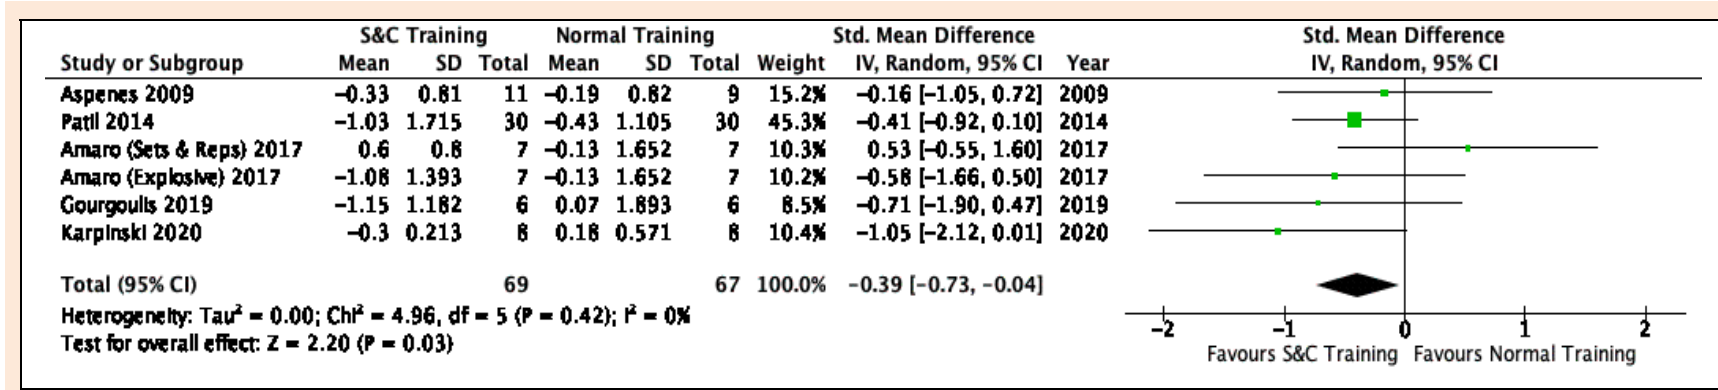 S&C Training Normal Training Std. Mean Difference Std. Mean Difference
Study or Subgroup Mean SD Total Mean SD Total Weight IV, Random, 95% CI Year IV, Random, 95% CI
Aspenes 2009 −0.33 0.81 11 −0.19 0.82 9 15.2% −0.16 [−1.05, 0.72] 2009
Patil 2014 −1.03 1.715 30 −0.43 1.105 30 45.3% −0.41 [−0.92, 0.10] 2014
Amaro (Sets & Reps) 2017 0.6 0.8 7 −0.13 1.652 7 10.3% 0.53 [−0.55, 1.60] 2017
Amaro (Explosive) 2017 −1.08 1.393 7 −0.13 1.652 7 10.2% −0.58 [−1.66, 0.50] 2017
Gourgoulis 2019 −1.15 1.182 6 0.07 1.893 6 8.5% −0.71 [−1.90, 0.47] 2019
Karpinski 2020 −0.3 0.213 8 0.18 0.571 8 10.4% −1.05 [−2.12, 0.01] 2020
Total (95% CI) 69 67 100.0% −0.39 [−0.73, −0.04]
Heterogeneity: Tau² = 0.00; Chi² = 4.96, df = 5 (P = 0.42); I² = 0%
Test for overall effect: Z = 2.20 (P = 0.03)
−2 −1 0 1 2
Favours S&C Training Favours Normal Training